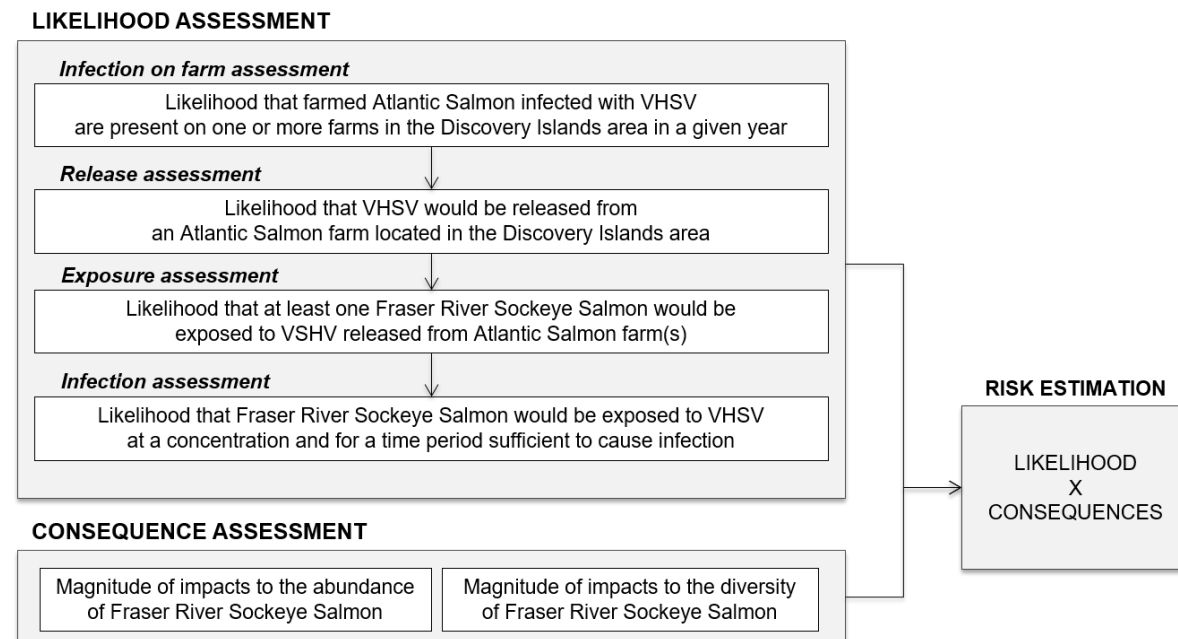 LIKELIHOOD ASSESSMENT
Infection on farm assessment
Likelihood that farmed Atlantic Salmon infected with VHSV
are present on one or more farms in the Discovery Islands area in a given year
Release assessment
Likelihood that VHSV would be released from
an Atlantic Salmon farm located in the Discovery Islands area
Exposure assessment
Likelihood that at least one Fraser River Sockeye Salmon would be
exposed to VSHV released from Atlantic Salmon farm(s)
Infection assessment
Likelihood that Fraser River Sockeye Salmon would be exposed to VHSV
at a concentration and for a time period sufficient to cause infection
CONSEQUENCE ASSESSMENT
Magnitude of impacts to the abundance
of Fraser River Sockeye Salmon
Magnitude of impacts to the diversity
of Fraser River Sockeye Salmon
RISK ESTIMATION
LIKELIHOOD
X
CONSEQUENCES